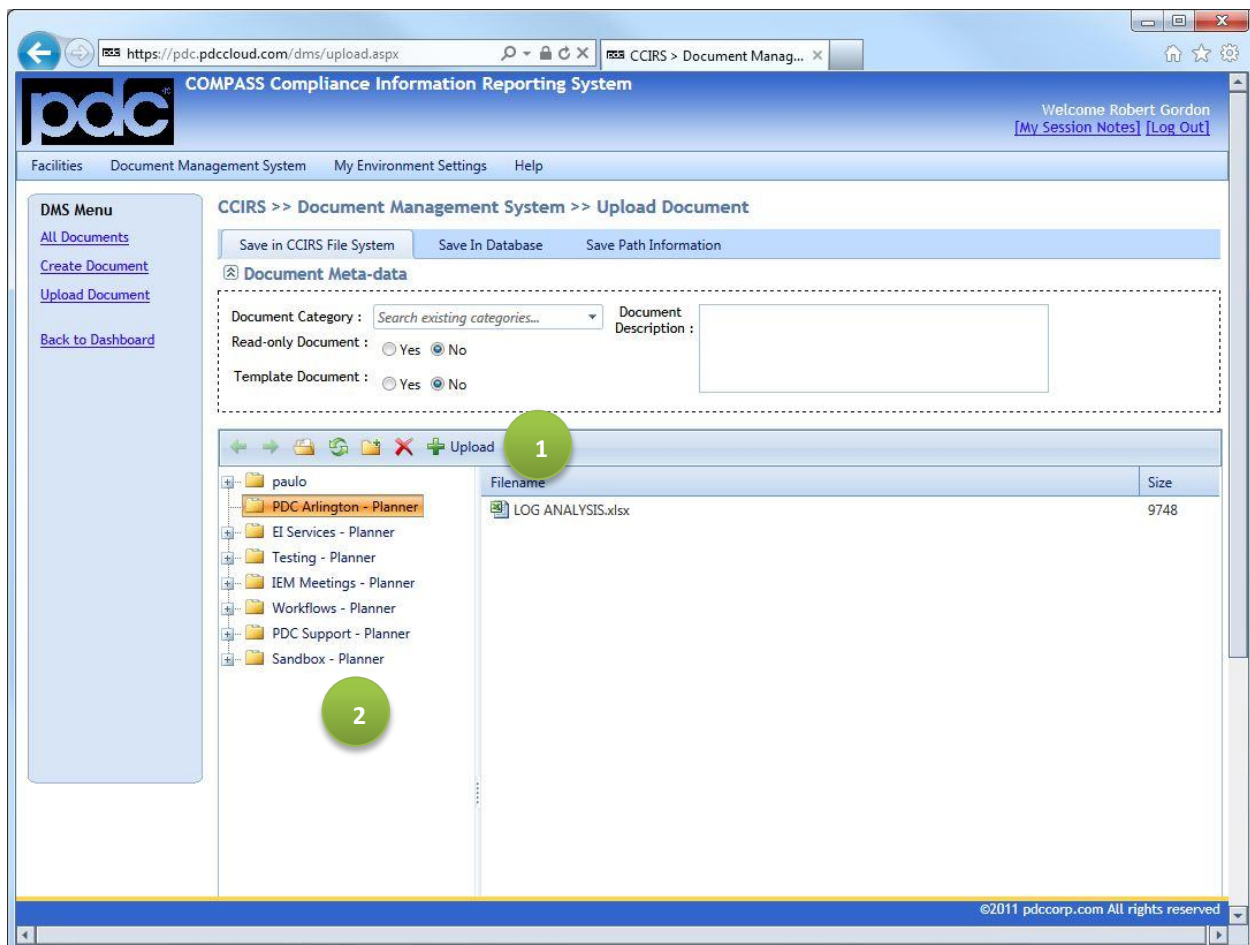 https://pdc.pdccloud.com/dms/upload.aspx
CCIRS > Document Manag...
pdc
COMPASS Compliance Information Reporting System
Welcome Robert Gordon
[My Session Notes] [Log Out]
Facilities Document Management System My Environment Settings Help
DMS Menu
All Documents
Create Document
Upload Document
Back to Dashboard
CCIRS >> Document Management System >> Upload Document
Save in CCIRS File System Save In Database Save Path Information
Document Meta-data
Document Category : Search existing categories...
Document
Description :
Read-only Document : Yes No
Template Document : Yes No
Upload
1
paulo
PDC Arlington - Planner
EI Services - Planner
Testing - Planner
IEM Meetings - Planner
Workflows - Planner
PDC Support - Planner
Sandbox - Planner
2
Filename Size
LOG ANALYSIS.xlsx 9748
©2011 pdccorp.com All rights reserved